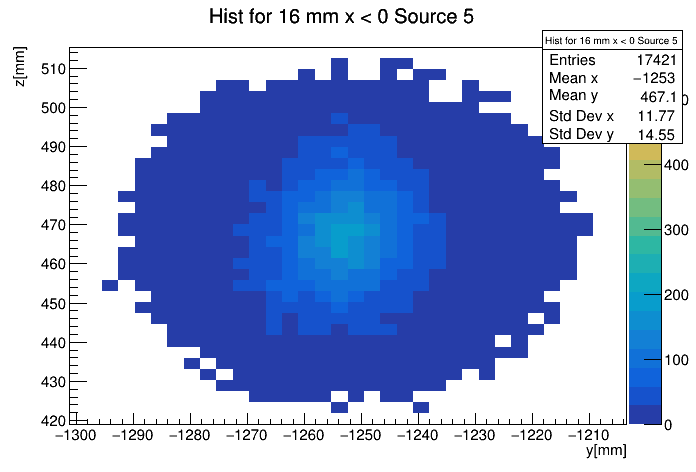 Hist for 16 mm x < 0 Source 5
z[mm]
Hist for 16 mm x < 0 Source 5
Entries 17421
Mean x −1253
Mean y 467.1
Std Dev x 11.77
Std Dev y 14.55
510
500
490
480
470
460
450
440
430
420
0
400
300
200
100
0
−1300 −1290 −1280 −1270 −1260 −1250 −1240 −1230 −1220 −1210
y[mm]